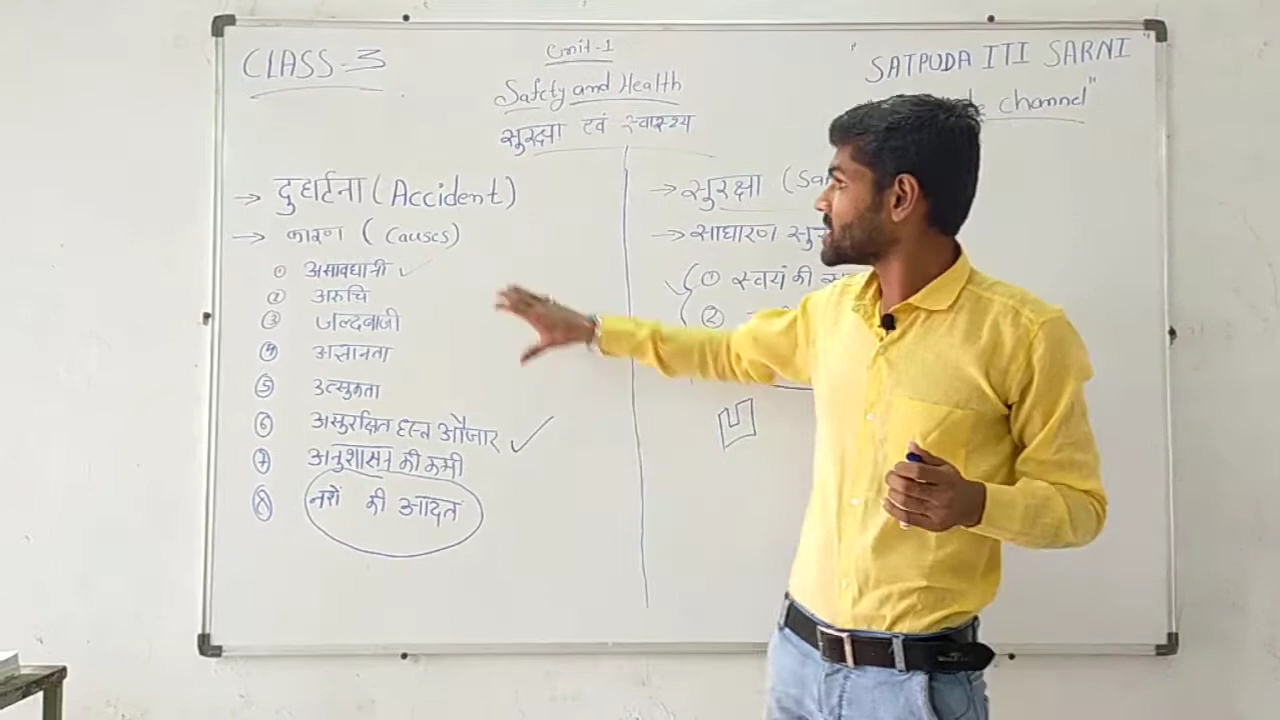 CLASS-3
Unit-1
Safety and Health
सुरक्षा एवं स्वास्थ्य
"SATPUDA ITI SARNI"
channel"
→ दुर्घटना (Accident)
→ कारण (Causes)
① असावधानी ✓
② अरुचि
③ जल्दबाजी
④ अज्ञानता
⑤ उत्सुकता
⑥ असुरक्षित हस्त औजार ✓
⑦ अनुशासन की कमी
⑧ नशे की आदत
→ सुरक्षा
→ साधारण
① स्वयं की
②